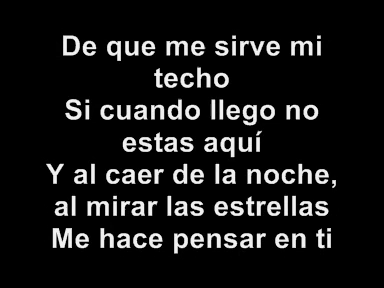 De que me sirve mi
techo
Si cuando llego no
estas aquí
Y al caer de la noche,
al mirar las estrellas
Me hace pensar en ti